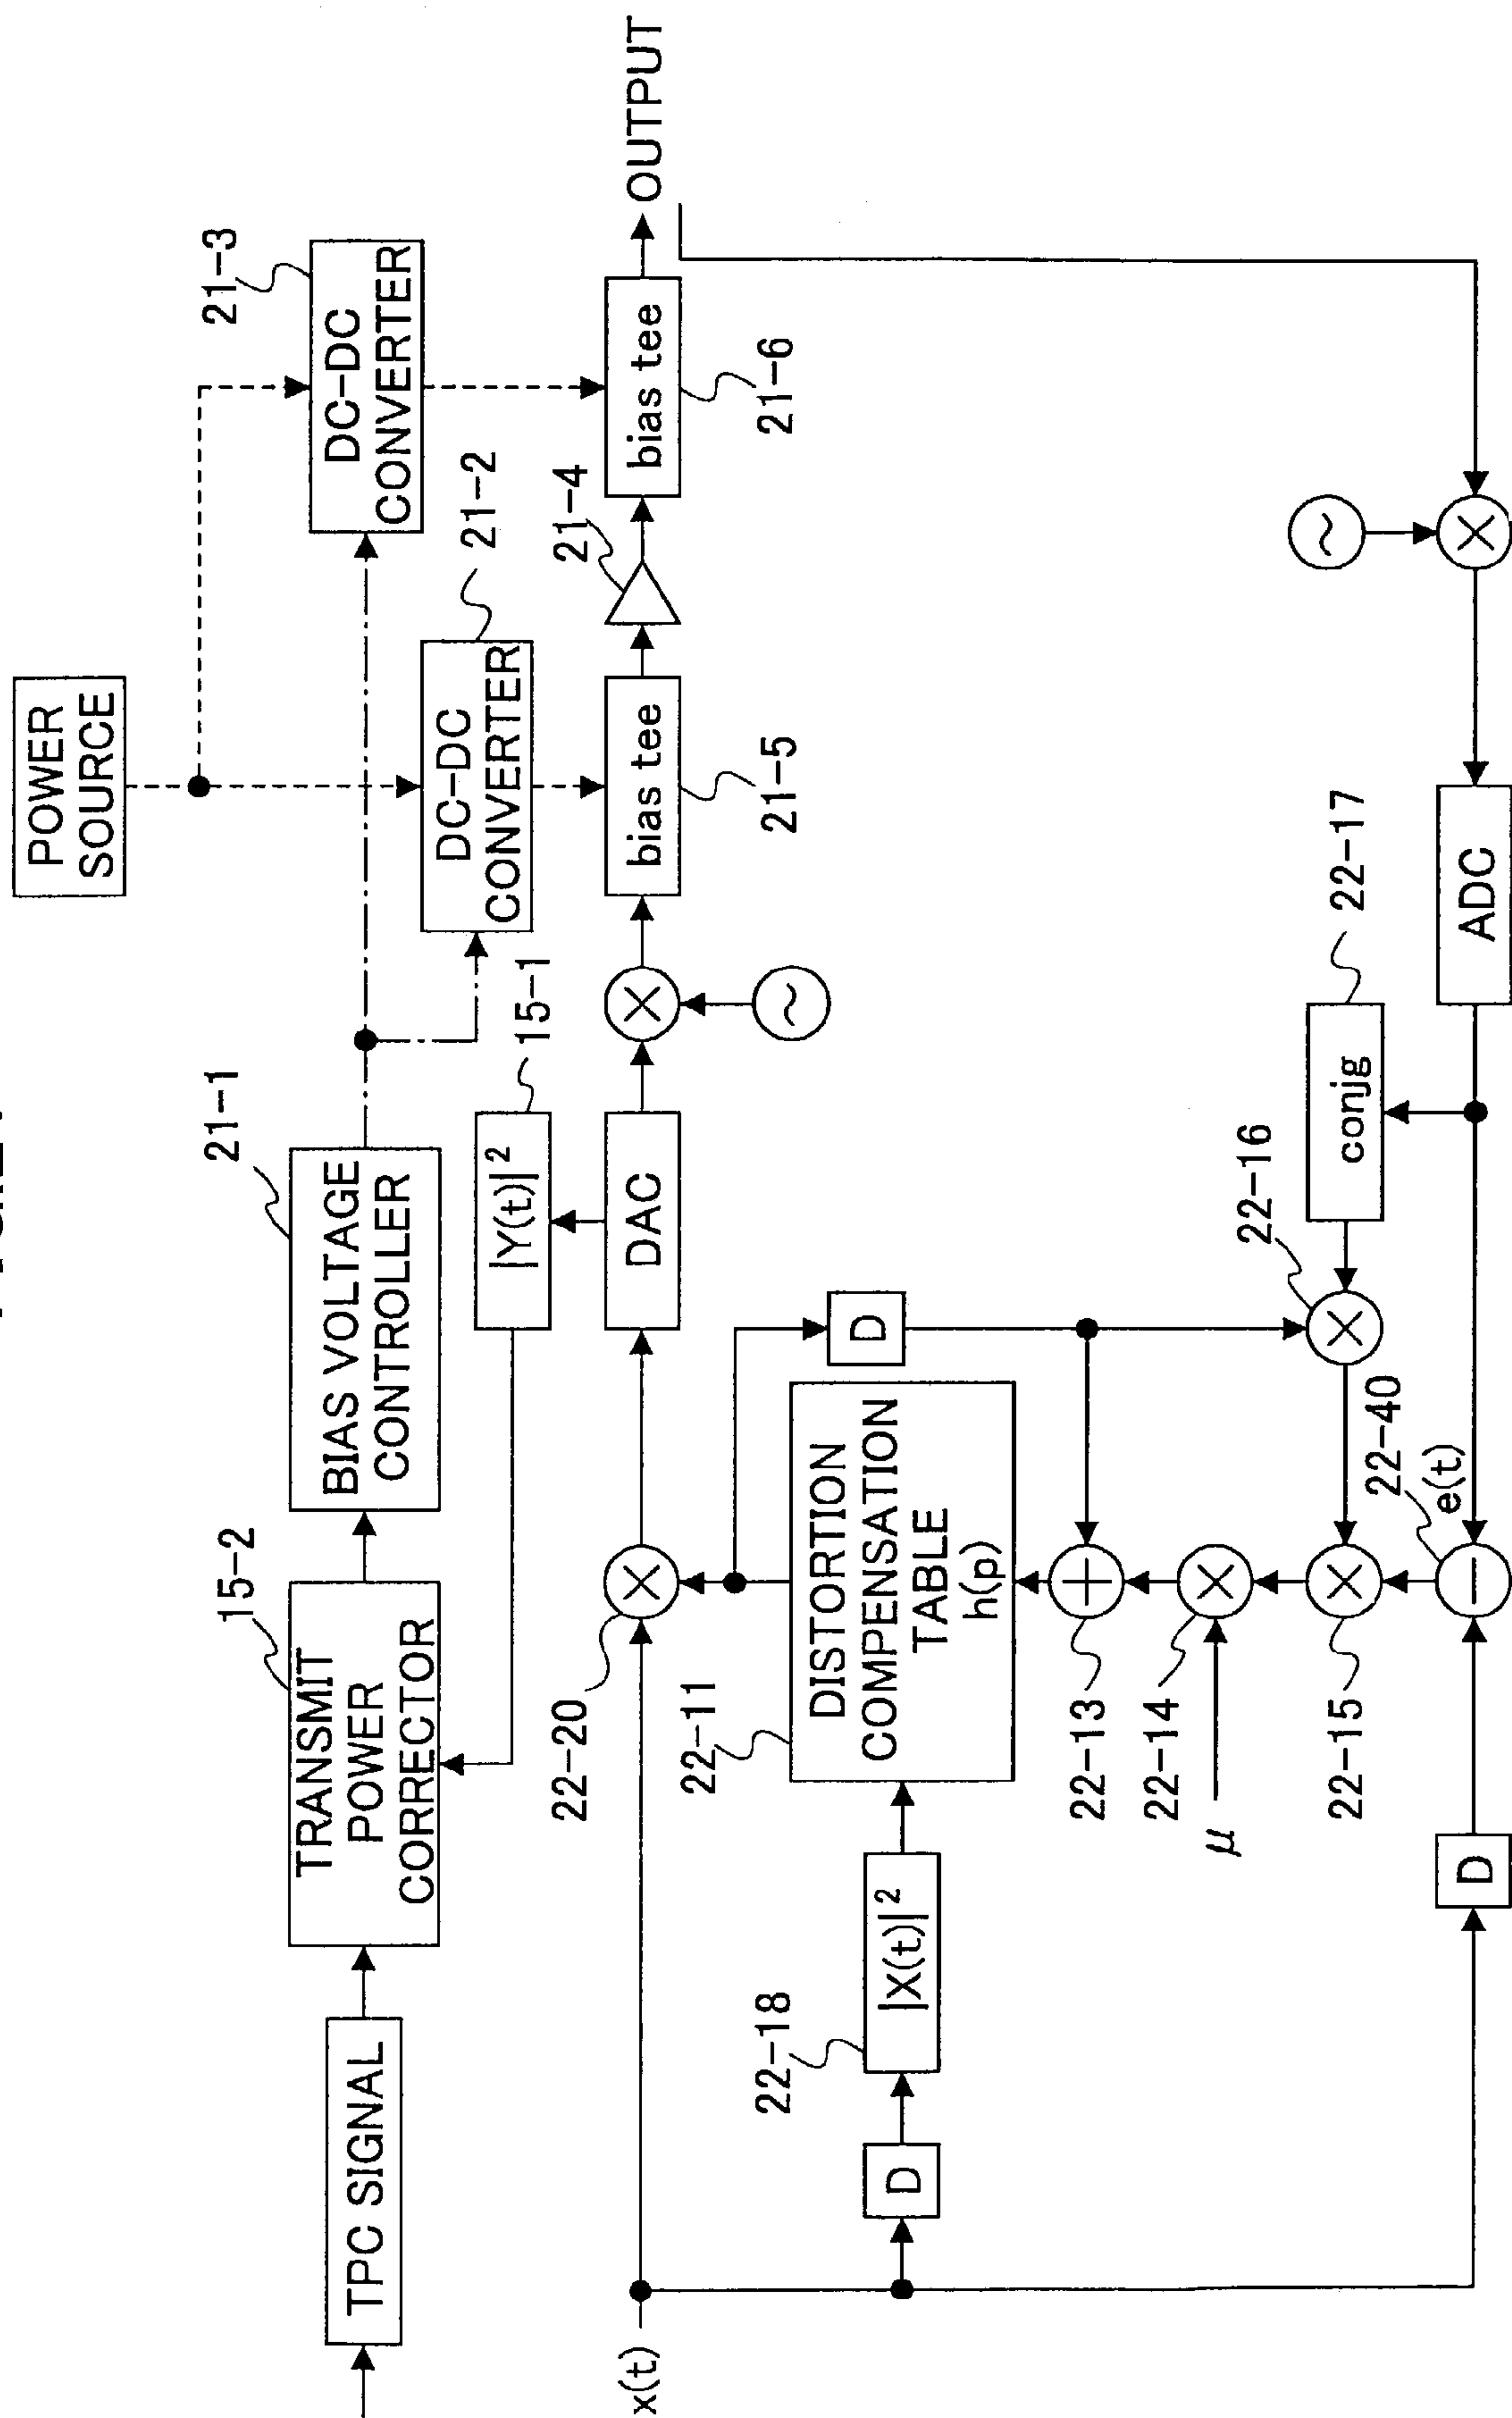 POWER
SOURCE
21-3
DC-DC
CONVERTER
21-2
DC-DC
CONVERTER
21-1
BIAS VOLTAGE
CONTROLLER
15-2
TRANSMIT
POWER
CORRECTOR
TPC SIGNAL
15-1
|Y(t)|²
x(t)
22-20
DAC
bias tee
21-5
21-4
bias tee
21-6
OUTPUT
22-11
DISTORTION
COMPENSATION
TABLE
h(p)
D
22-18
|X(t)|²
D
22-13
22-14
μ
22-15
22-16
conjg
22-17
22-40
e(t)
D
ADC